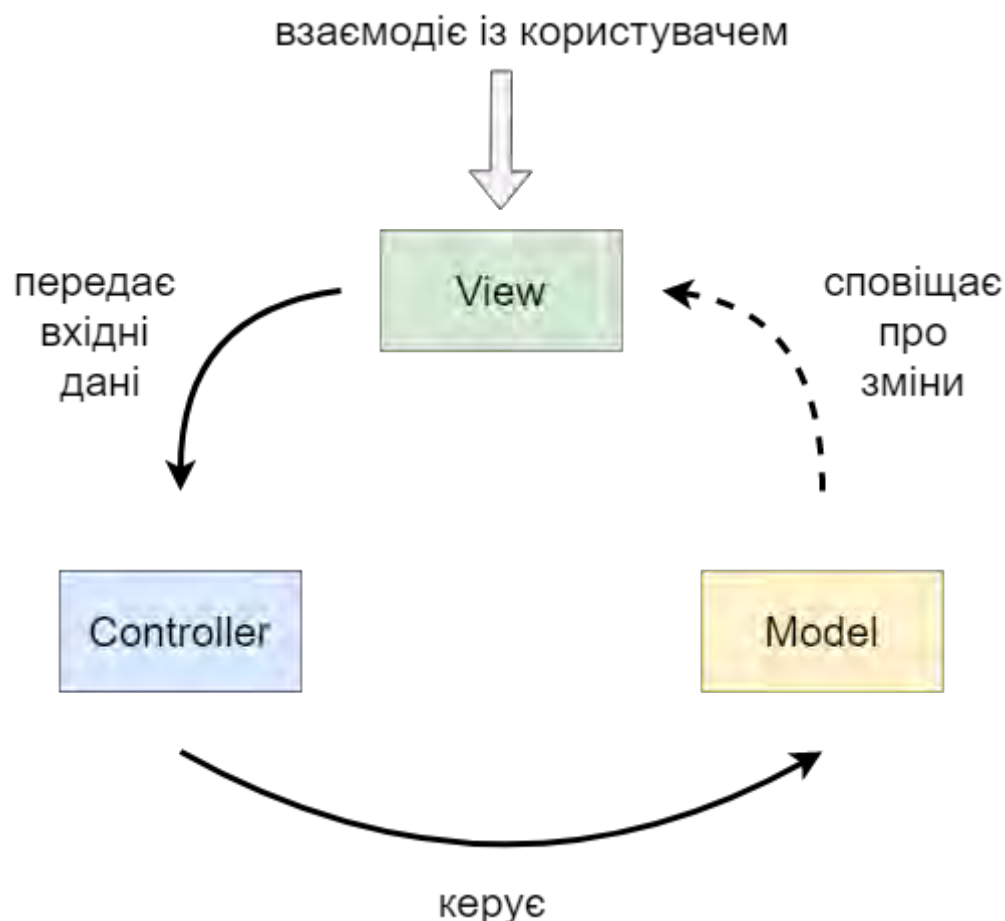 взаємодіє із користувачем
View
передає
вхідні
дані
сповіщає
про
зміни
Controller
Model
керує